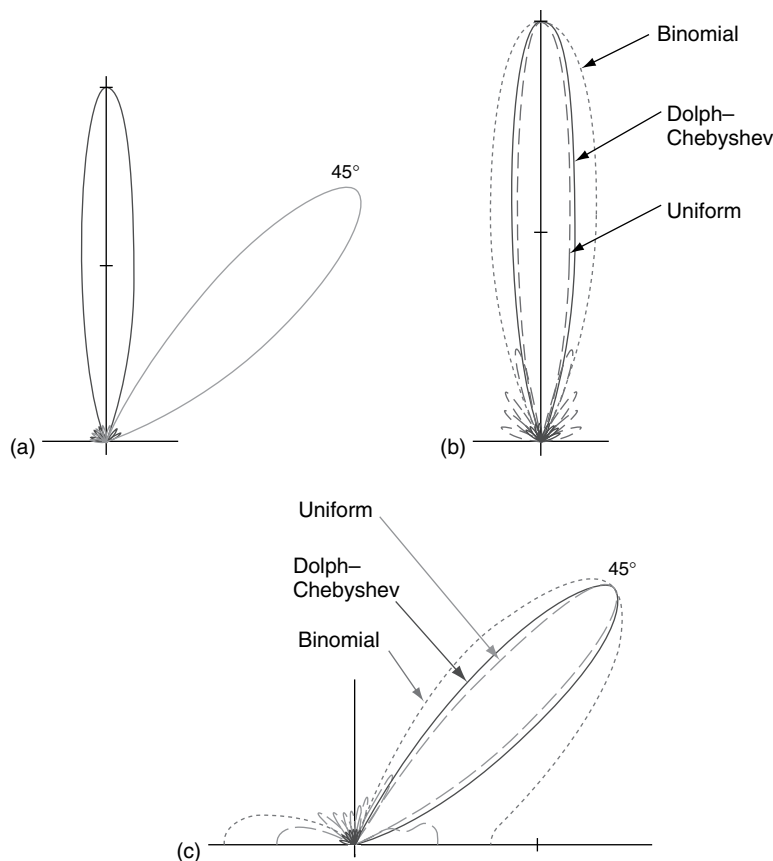 45°
(a)
Binomial
Dolph–
Chebyshev
Uniform
(b)
Uniform
Dolph–
Chebyshev
Binomial
45°
(c)